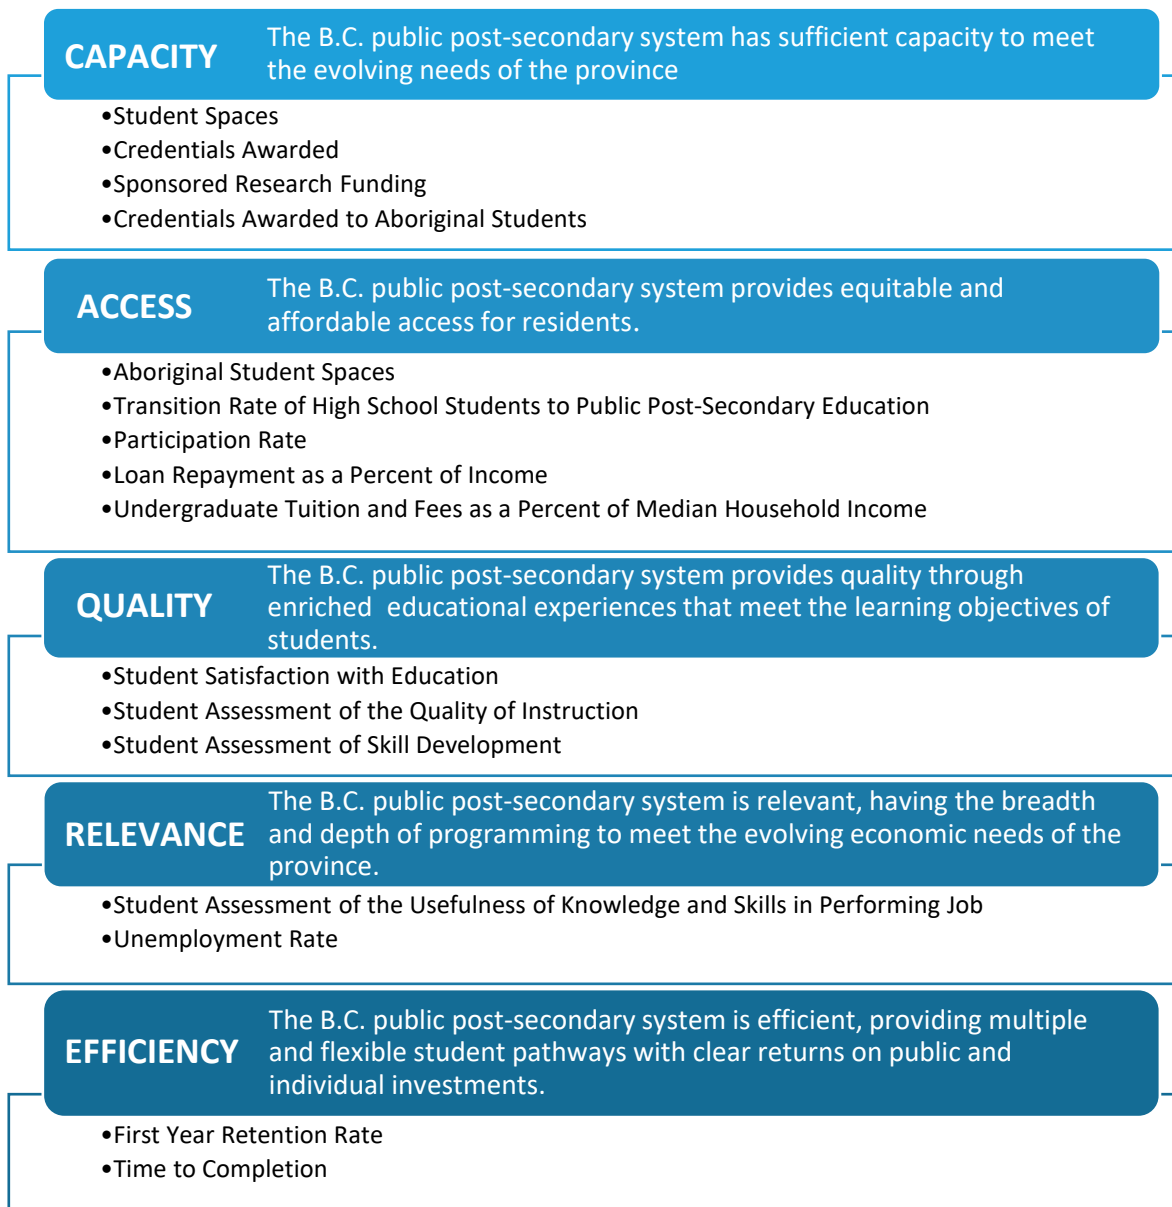 CAPACITY
The B.C. public post-secondary system has sufficient capacity to meet
the evolving needs of the province
•Student Spaces
•Credentials Awarded
•Sponsored Research Funding
•Credentials Awarded to Aboriginal Students
ACCESS
The B.C. public post-secondary system provides equitable and
affordable access for residents.
•Aboriginal Student Spaces
•Transition Rate of High School Students to Public Post-Secondary Education
•Participation Rate
•Loan Repayment as a Percent of Income
•Undergraduate Tuition and Fees as a Percent of Median Household Income
QUALITY
The B.C. public post-secondary system provides quality through
enriched  educational experiences that meet the learning objectives of
students.
•Student Satisfaction with Education
•Student Assessment of the Quality of Instruction
•Student Assessment of Skill Development
RELEVANCE
The B.C. public post-secondary system is relevant, having the breadth
and depth of programming to meet the evolving economic needs of the
province.
•Student Assessment of the Usefulness of Knowledge and Skills in Performing Job
•Unemployment Rate
EFFICIENCY
The B.C. public post-secondary system is efficient, providing multiple
and flexible student pathways with clear returns on public and
individual investments.
•First Year Retention Rate
•Time to Completion